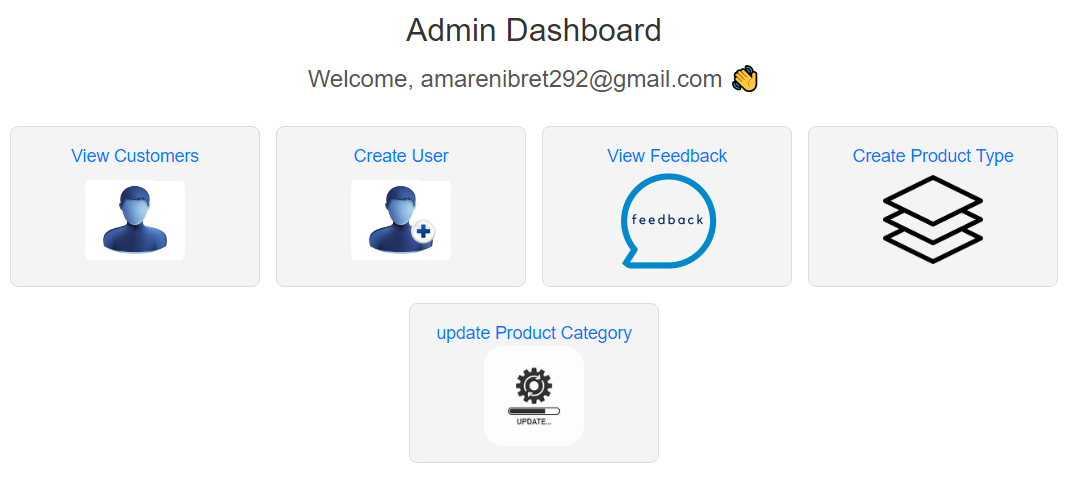 Admin Dashboard
Welcome, amarenibret292@gmail.com 👋
View Customers
Create User
View Feedback
Create Product Type
feedback
update Product Category
UPDATE...